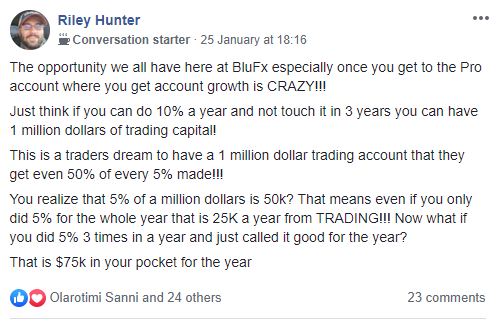 Riley Hunter
Conversation starter · 25 January at 18:16
The opportunity we all have here at BluFx especially once you get to the Pro
account where you get account growth is CRAZY!!!
Just think if you can do 10% a year and not touch it in 3 years you can have
1 million dollars of trading capital!
This is a traders dream to have a 1 million dollar trading account that they
get even 50% of every 5% made!!!
You realize that 5% of a million dollars is 50k? That means even if you only
did 5% for the whole year that is 25K a year from TRADING!!! Now what if
you did 5% 3 times in a year and just called it good for the year?
That is $75k in your pocket for the year
Olarotimi Sanni and 24 others 23 comments